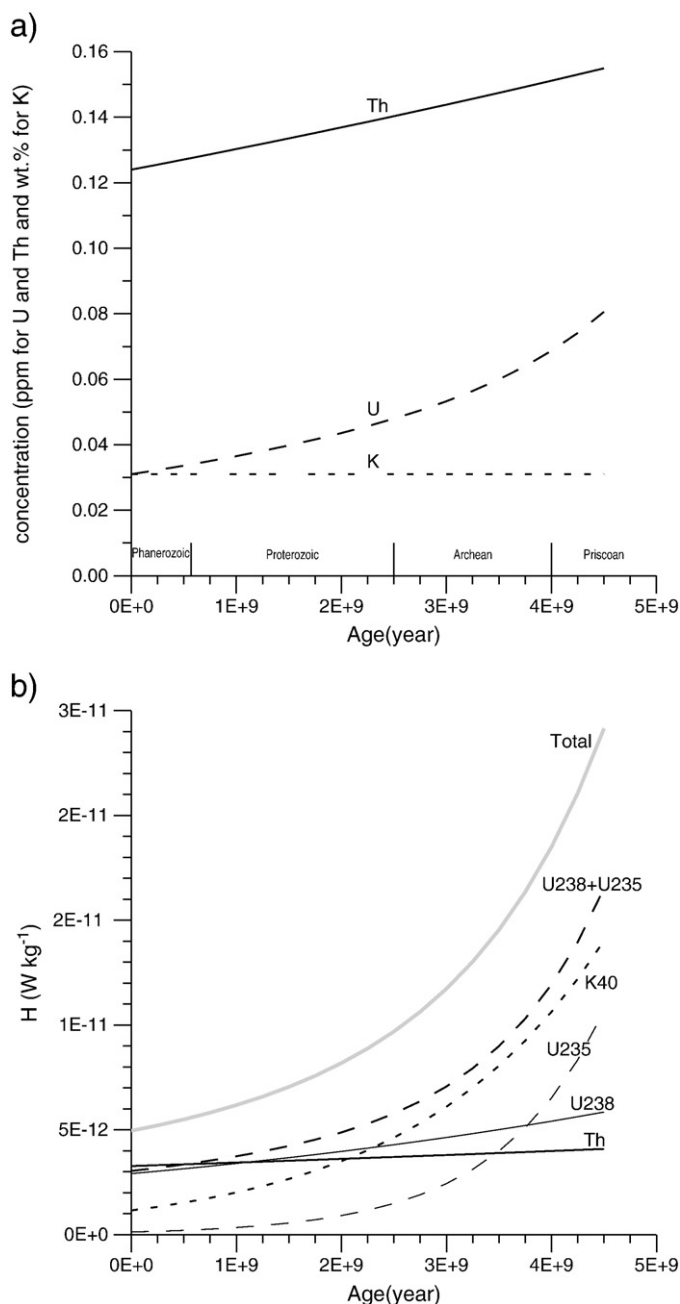 a)
concentration (ppm for U and Th and wt.% for K)
0.16
0.14
0.12
0.10
0.08
0.06
0.04
0.02
0.00
Th
U
K
Phanerozoic
Proterozoic
Archean
Priscoan
0E+0
1E+9
2E+9
3E+9
4E+9
5E+9
Age(year)
b)
H (W kg-1)
3E-11
2E-11
2E-11
1E-11
5E-12
0E+0
Total
U238+U235
K40
U235
U238
Th
0E+0
1E+9
2E+9
3E+9
4E+9
5E+9
Age(year)